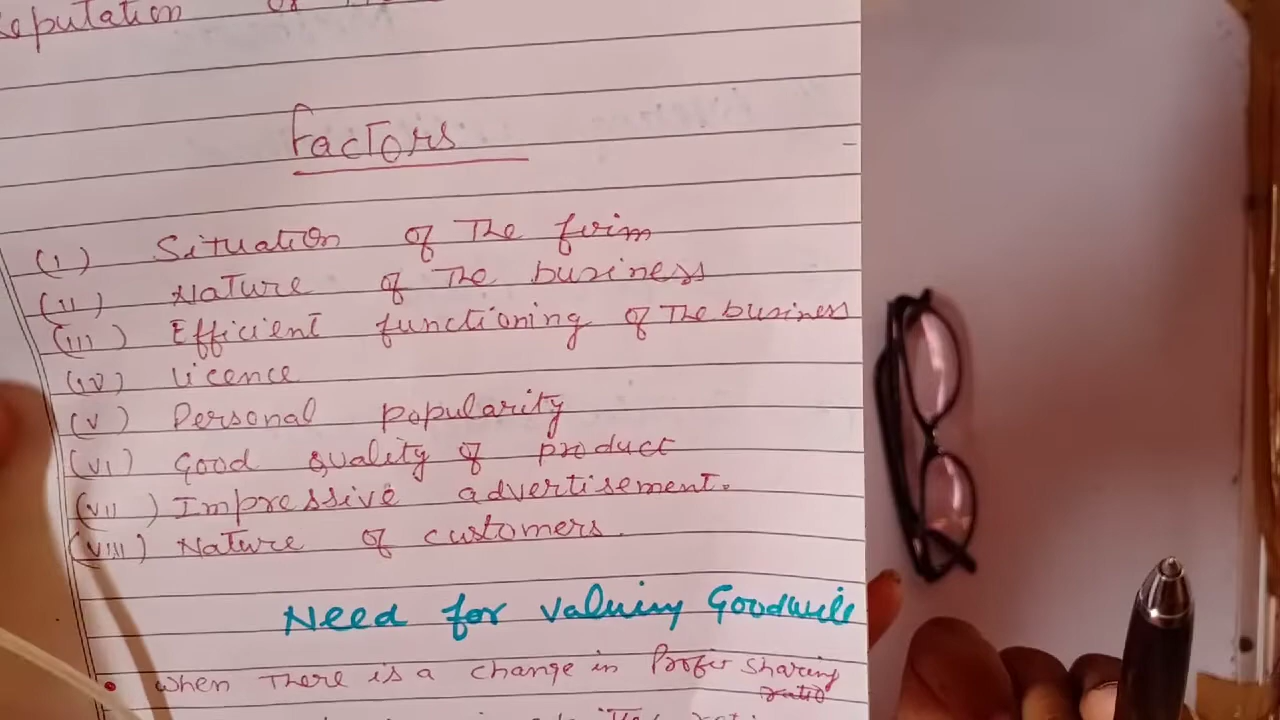 Reputation of
Factors
(i) Situation of The firm
(ii) Nature of The business
(iii) Efficient functioning of The business
(iv) Licence
(v) Personal popularity
(vi) Good quality of product
(vii) Impressive advertisement.
(viii) Nature of customers.
Need for Valuing Goodwill
• When There is a change in Profit sharing
ratio